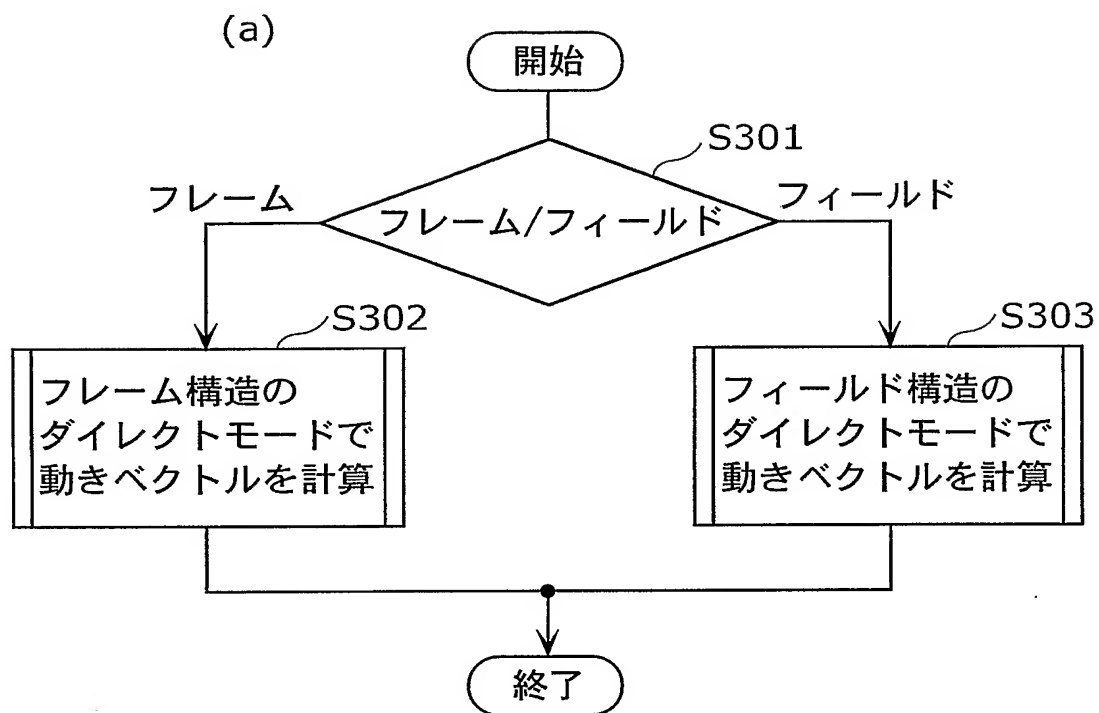 (a)
開始
S301
フレーム
フレーム/フィールド
フィールド
S302
S303
フレーム構造の
ダイレクトモードで
動きベクトルを計算
フィールド構造の
ダイレクトモードで
動きベクトルを計算
終了